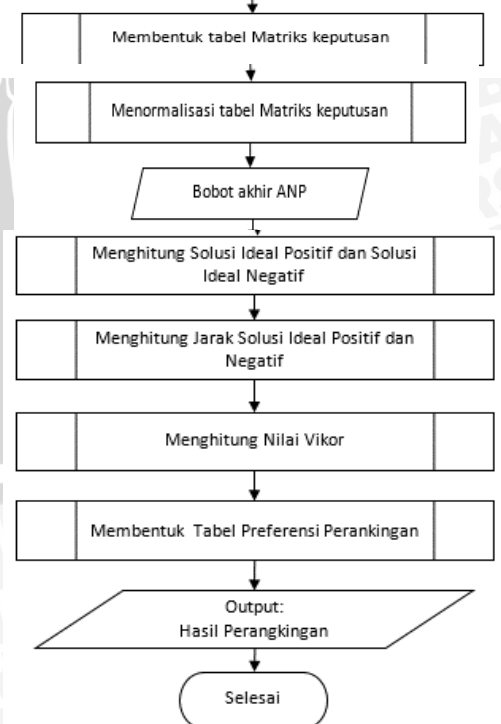 Membentuk tabel Matriks keputusan
Menormalisasi tabel Matriks keputusan
Bobot akhir ANP
Menghitung Solusi Ideal Positif dan Solusi
Ideal Negatif
Menghitung Jarak Solusi Ideal Positif dan
Negatif
Menghitung Nilai Vikor
Membentuk Tabel Preferensi Perankingan
Output:
Hasil Perangkingan
Selesai